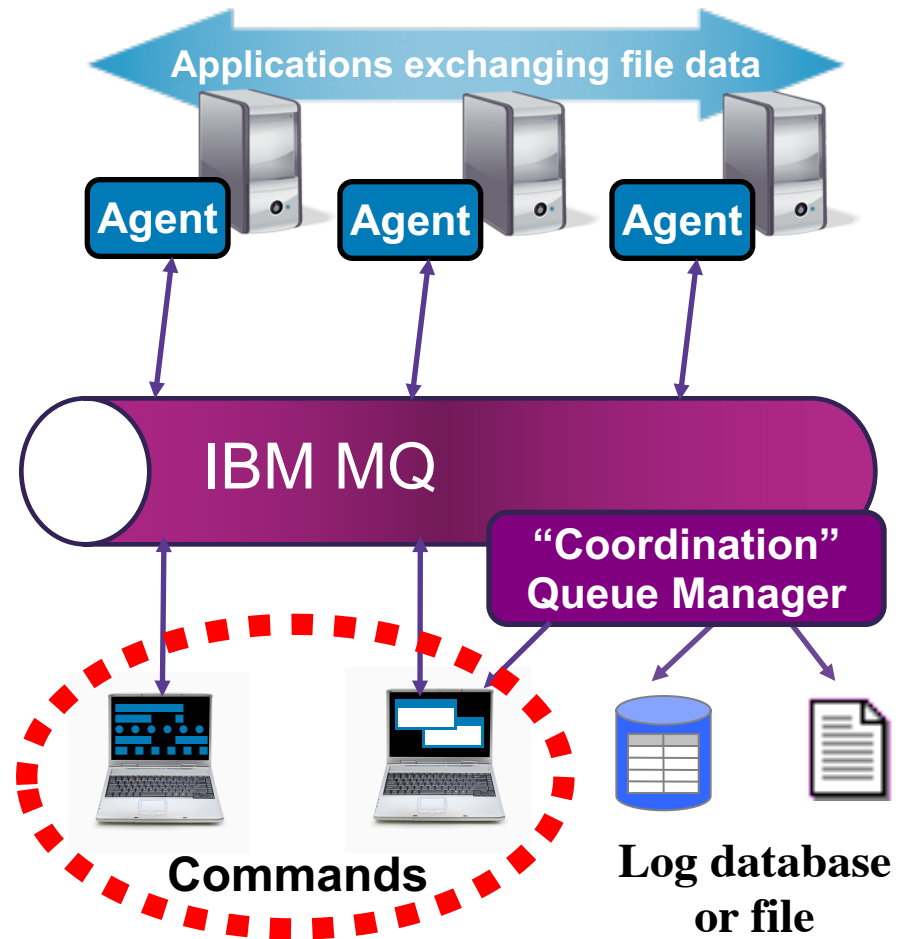 Applications exchanging file data
Agent
Agent
Agent
IBM MQ
“Coordination”
Queue Manager
Commands
Log database
or file